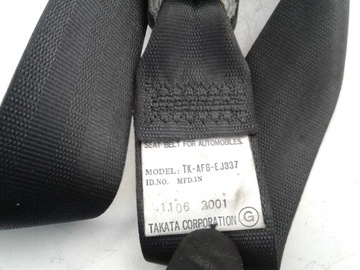 SEAT BELT FOR AUTOMOBILES.
MODEL: TK-AFG-EJ337
ID.NO. MFD.IN
1106 2001
TAKATA CORPORATION G